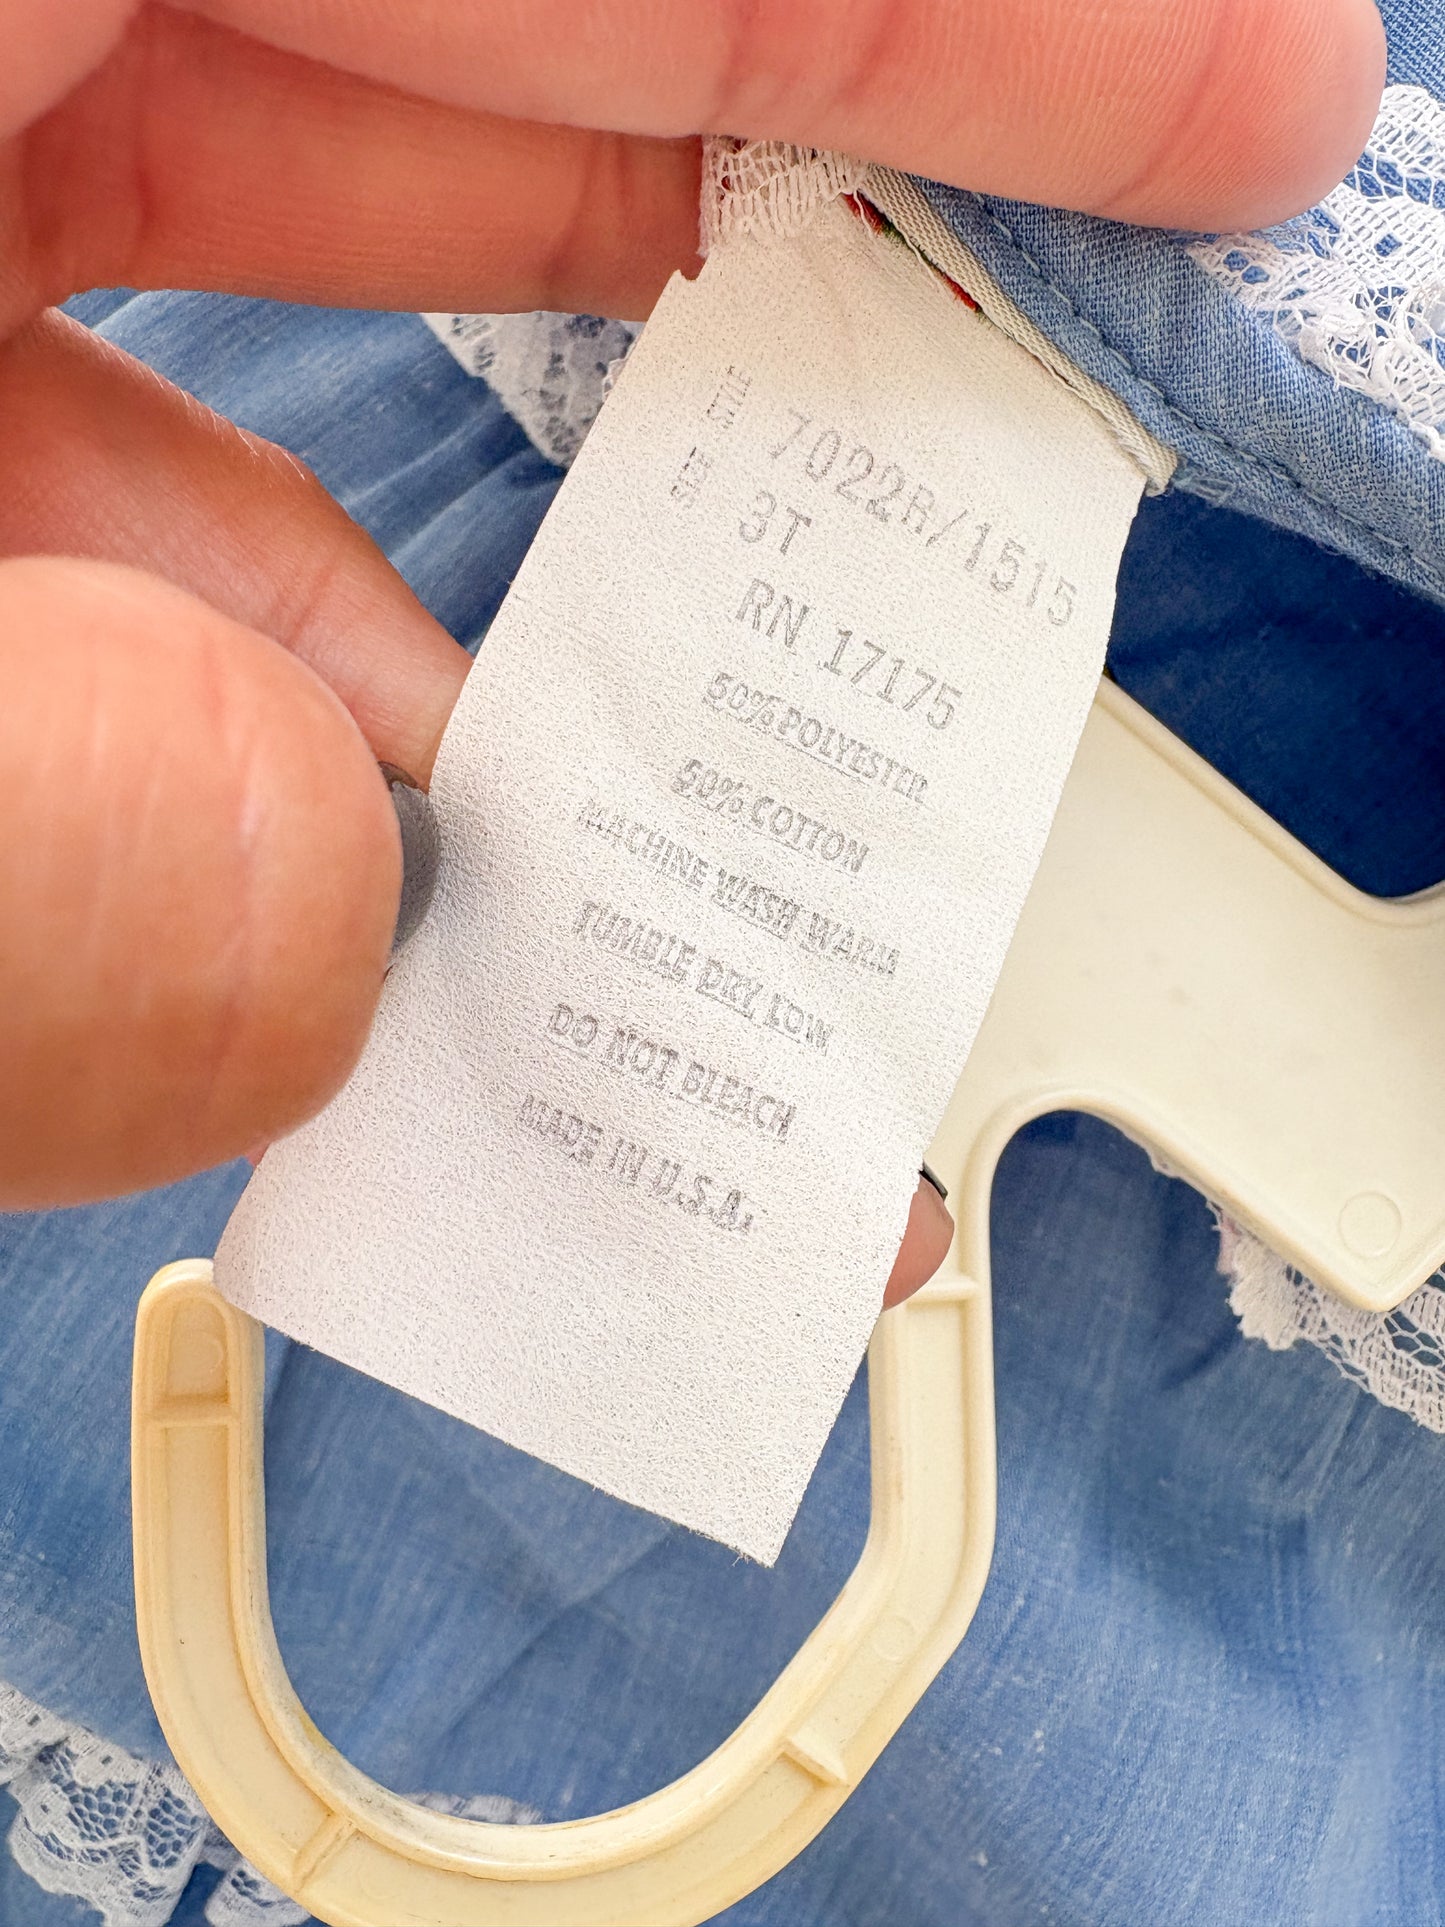 STYLE 7022R/1515
SIZE 3T
RN 17175
50% POLYESTER
50% COTTON
MACHINE WASH WARM
TUMBLE DRY LOW
DO NOT BLEACH
MADE IN U.S.A.